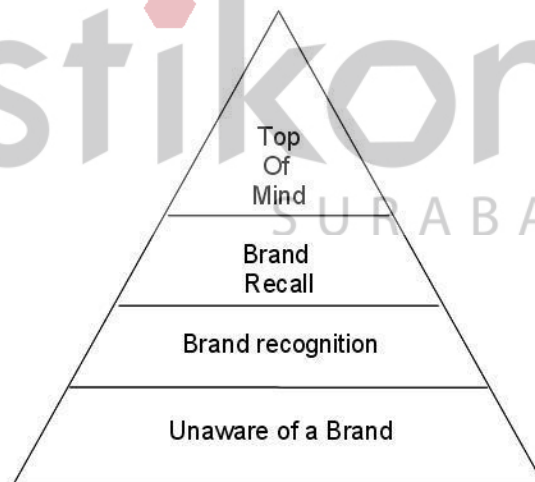 stikom
SURABAYA
Top
Of
Mind
Brand
Recall
Brand recognition
Unaware of a Brand